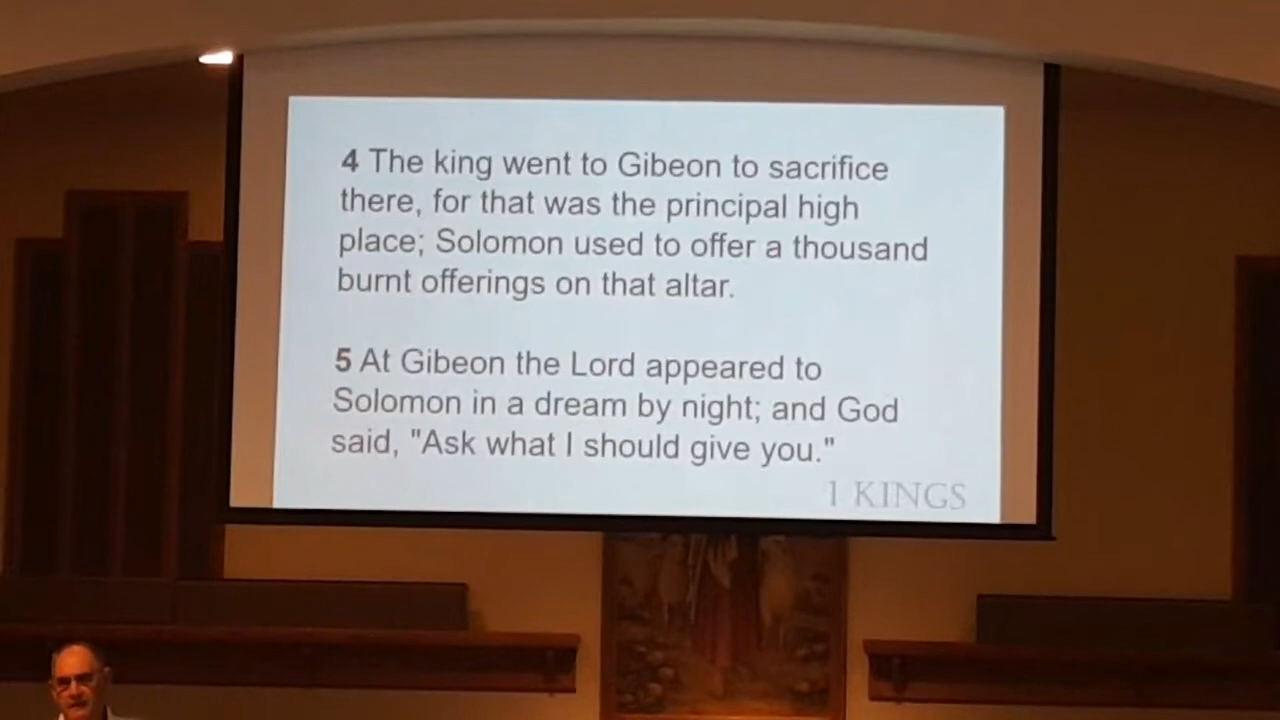 4 The king went to Gibeon to sacrifice
there, for that was the principal high
place; Solomon used to offer a thousand
burnt offerings on that altar.
5 At Gibeon the Lord appeared to
Solomon in a dream by night; and God
said, "Ask what I should give you."
1 KINGS